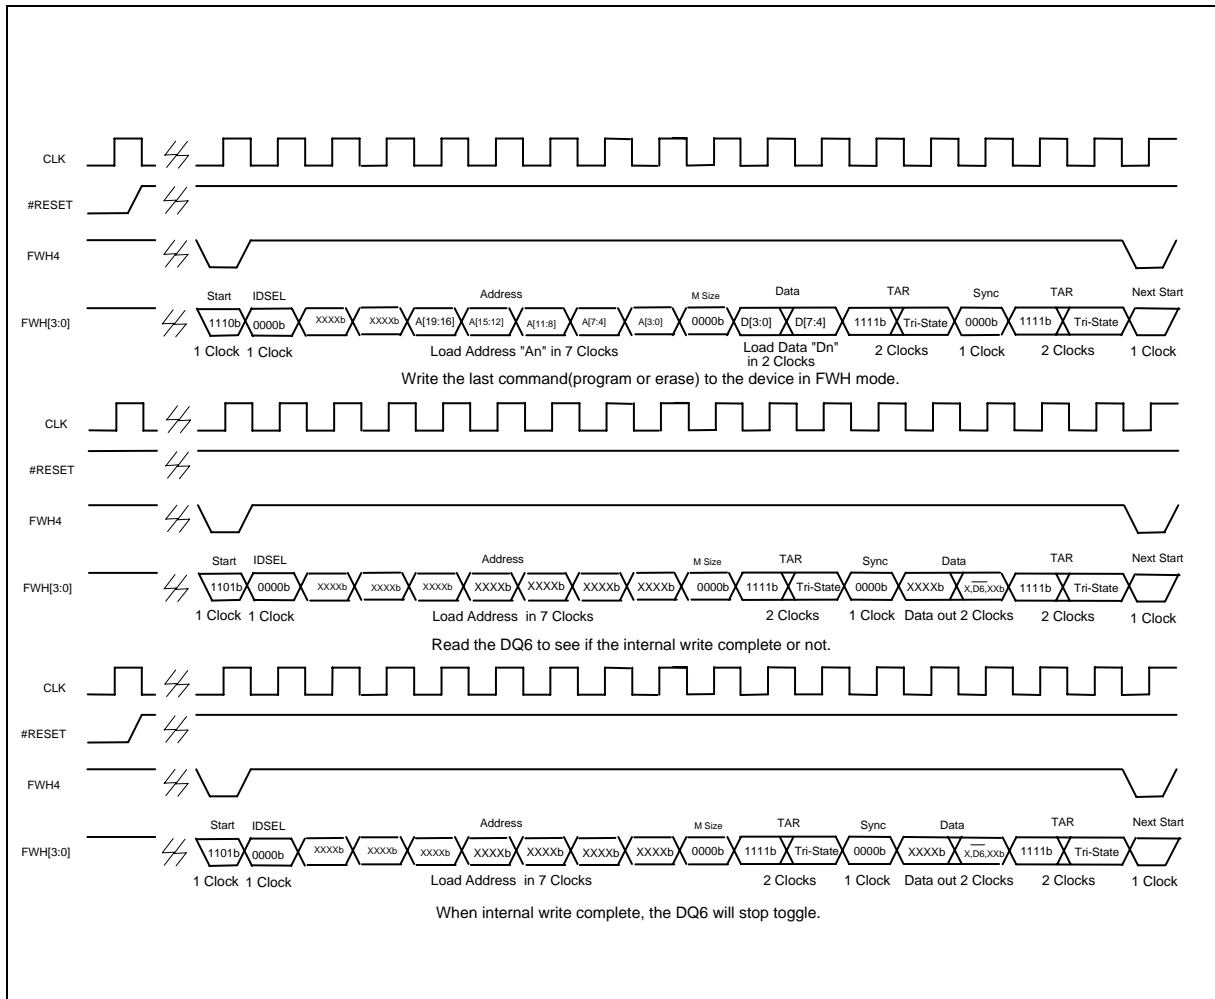 CLK
#RESET
FWH4
Start IDSEL Address M Size Data TAR Sync TAR Next Start
FWH[3:0] 1110b 0000b XXXXb XXXXb A[19:16] A[15:12] A[11:8] A[7:4] A[3:0] 0000b D[3:0] D[7:4] 1111b Tri-State 0000b 1111b Tri-State
1 Clock 1 Clock Load Address "An" in 7 Clocks Load Data "Dn" 2 Clocks 1 Clock 2 Clocks 1 Clock
in 2 Clocks
Write the last command(program or erase) to the device in FWH mode.
CLK
#RESET
FWH4
Start IDSEL Address M Size TAR Sync Data TAR Next Start
FWH[3:0] 1101b 0000b XXXXb XXXXb XXXXb XXXXb XXXXb XXXXb XXXXb 0000b 1111b Tri-State 0000b XXXXb X,D6,XXb 1111b Tri-State
1 Clock 1 Clock Load Address in 7 Clocks 2 Clocks 1 Clock Data out 2 Clocks 2 Clocks 1 Clock
Read the DQ6 to see if the internal write complete or not.
CLK
#RESET
FWH4
Start IDSEL Address M Size TAR Sync Data TAR Next Start
FWH[3:0] 1101b 0000b XXXXb XXXXb XXXXb XXXXb XXXXb XXXXb XXXXb 0000b 1111b Tri-State 0000b XXXXb X,D6,XXb 1111b Tri-State
1 Clock 1 Clock Load Address in 7 Clocks 2 Clocks 1 Clock Data out 2 Clocks 2 Clocks 1 Clock
When internal write complete, the DQ6 will stop toggle.